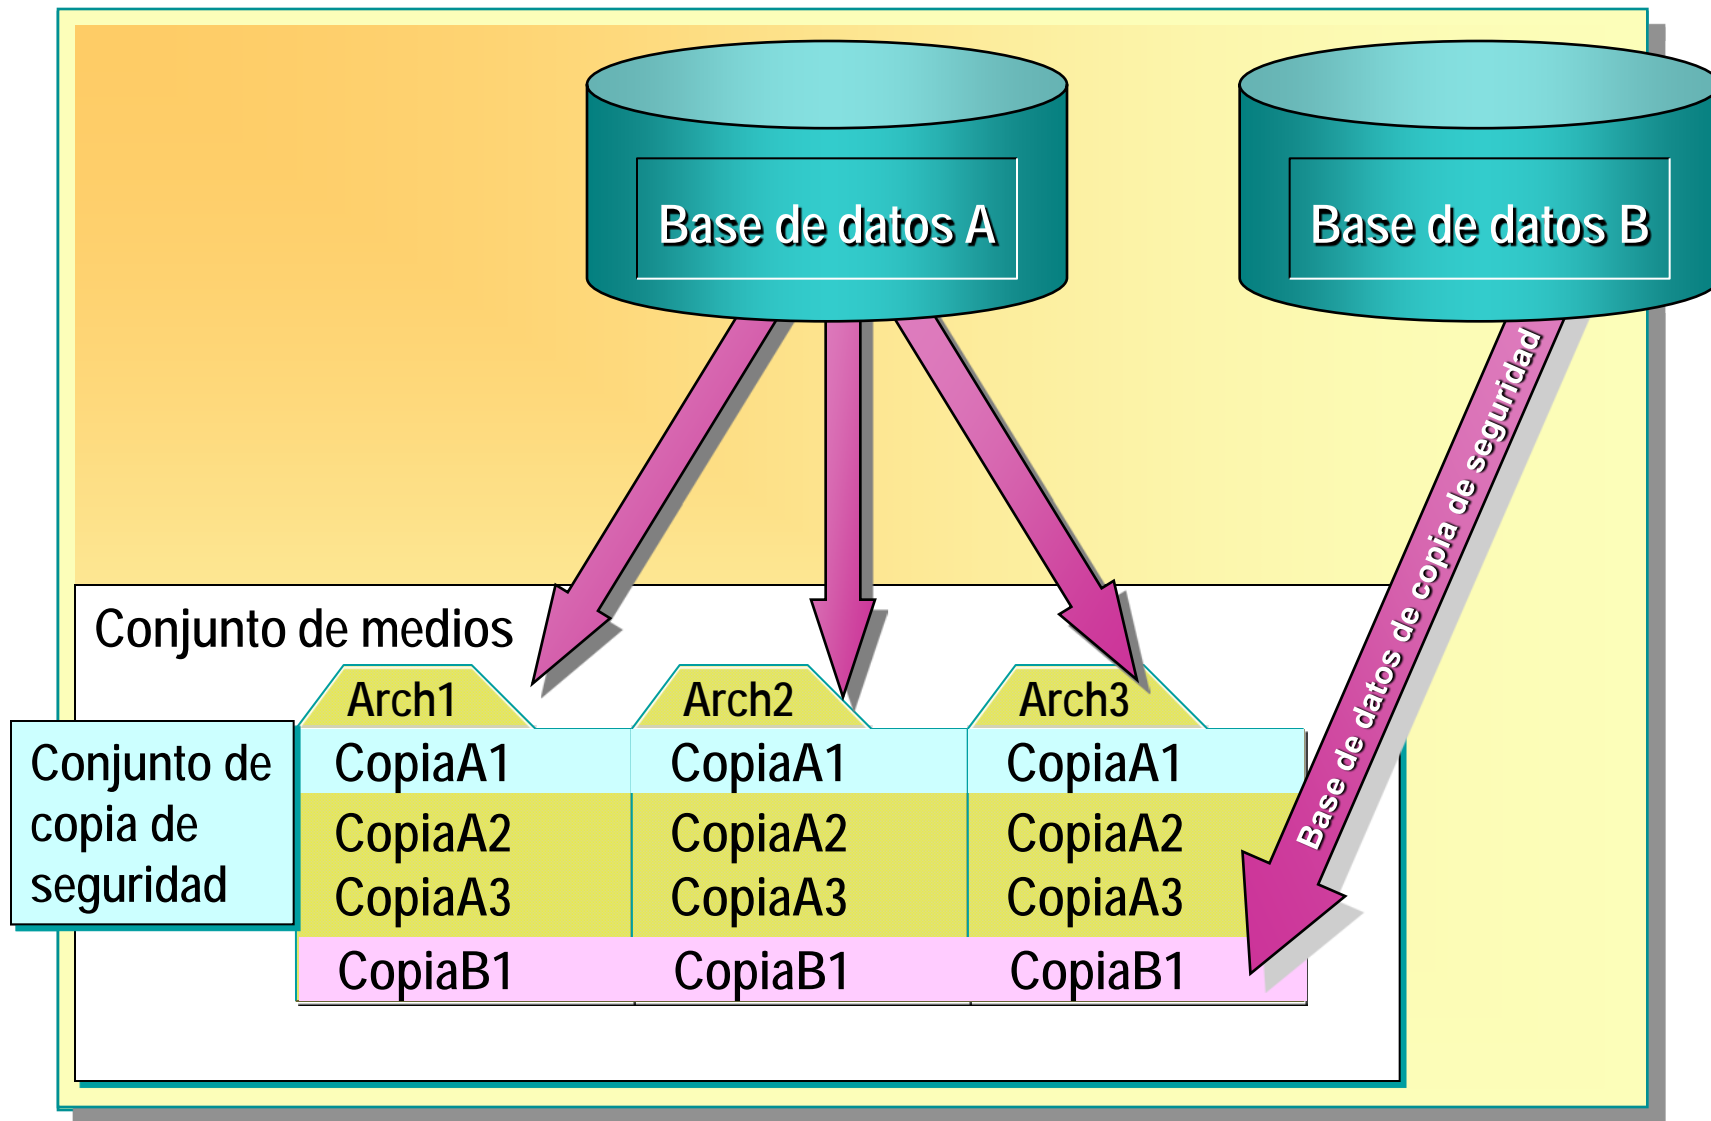 Base de datos A
Base de datos B
Base de datos de copia de seguridad
Conjunto de medios
Arch1
Arch2
Arch3
Conjunto de
copia de
seguridad
CopiaA1
CopiaA1
CopiaA1
CopiaA2
CopiaA2
CopiaA2
CopiaA3
CopiaA3
CopiaA3
CopiaB1
CopiaB1
CopiaB1